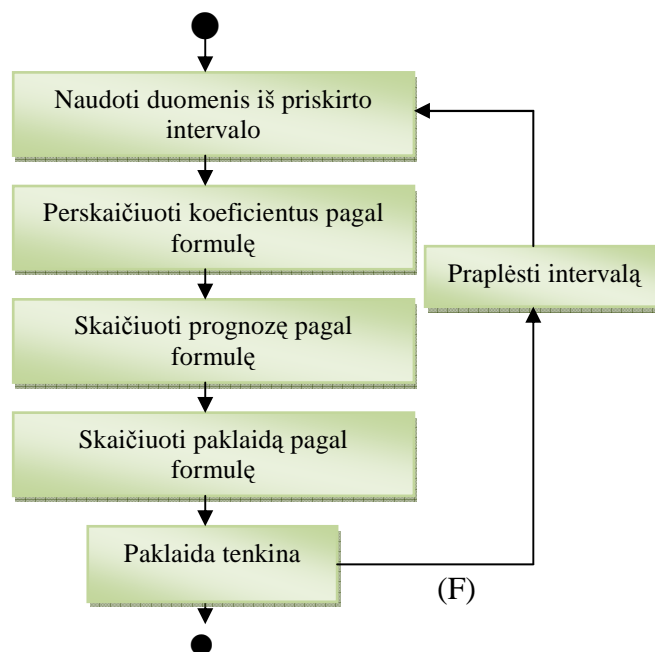 Naudoti duomenis iš priskirto
intervalo
Perskaičiuoti koeficientus pagal
formulę
Praplėsti intervalą
Skaičiuoti prognozę pagal
formulę
Skaičiuoti paklaidą pagal
formulę
Paklaida tenkina
(F)